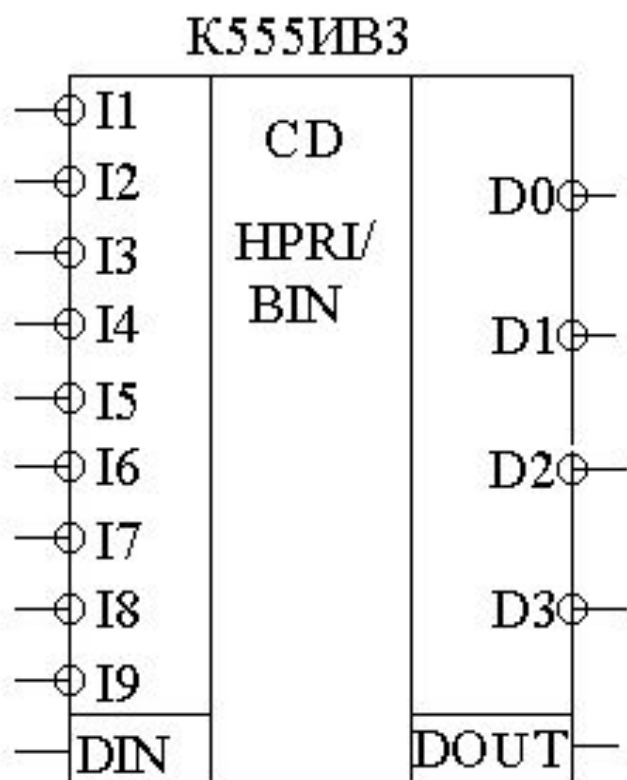 К555ИВ3
I1
I2
I3
I4
I5
I6
I7
I8
I9
DIN
CD
HPRI/
BIN
D0
D1
D2
D3
DOUT